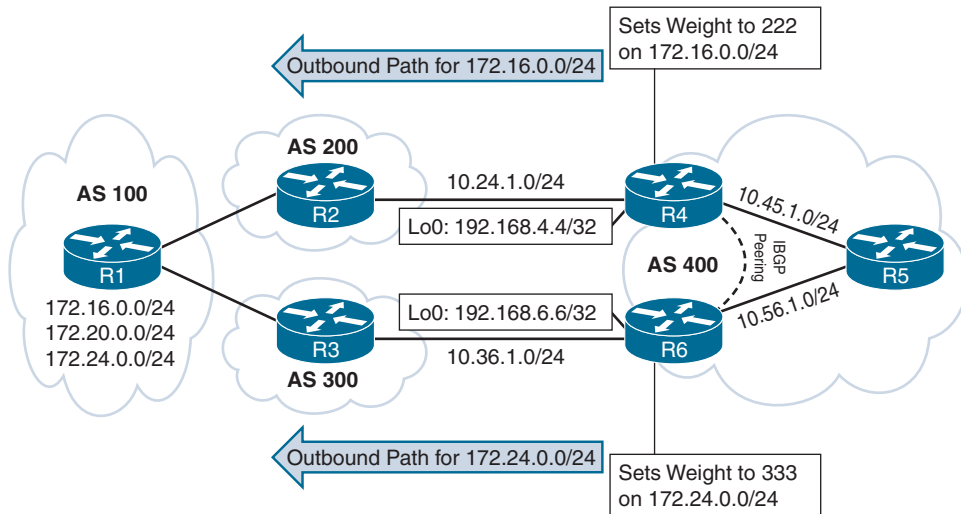 Sets Weight to 222
on 172.16.0.0/24
Outbound Path for 172.16.0.0/24
AS 200
AS 100
R2
10.24.1.0/24
R4
10.45.1.0/24
Lo0: 192.168.4.4/32
R1
AS 400
IBGP
Peering
R5
172.16.0.0/24
172.20.0.0/24
172.24.0.0/24
Lo0: 192.168.6.6/32
10.56.1.0/24
R3
10.36.1.0/24
R6
AS 300
Outbound Path for 172.24.0.0/24
Sets Weight to 333
on 172.24.0.0/24